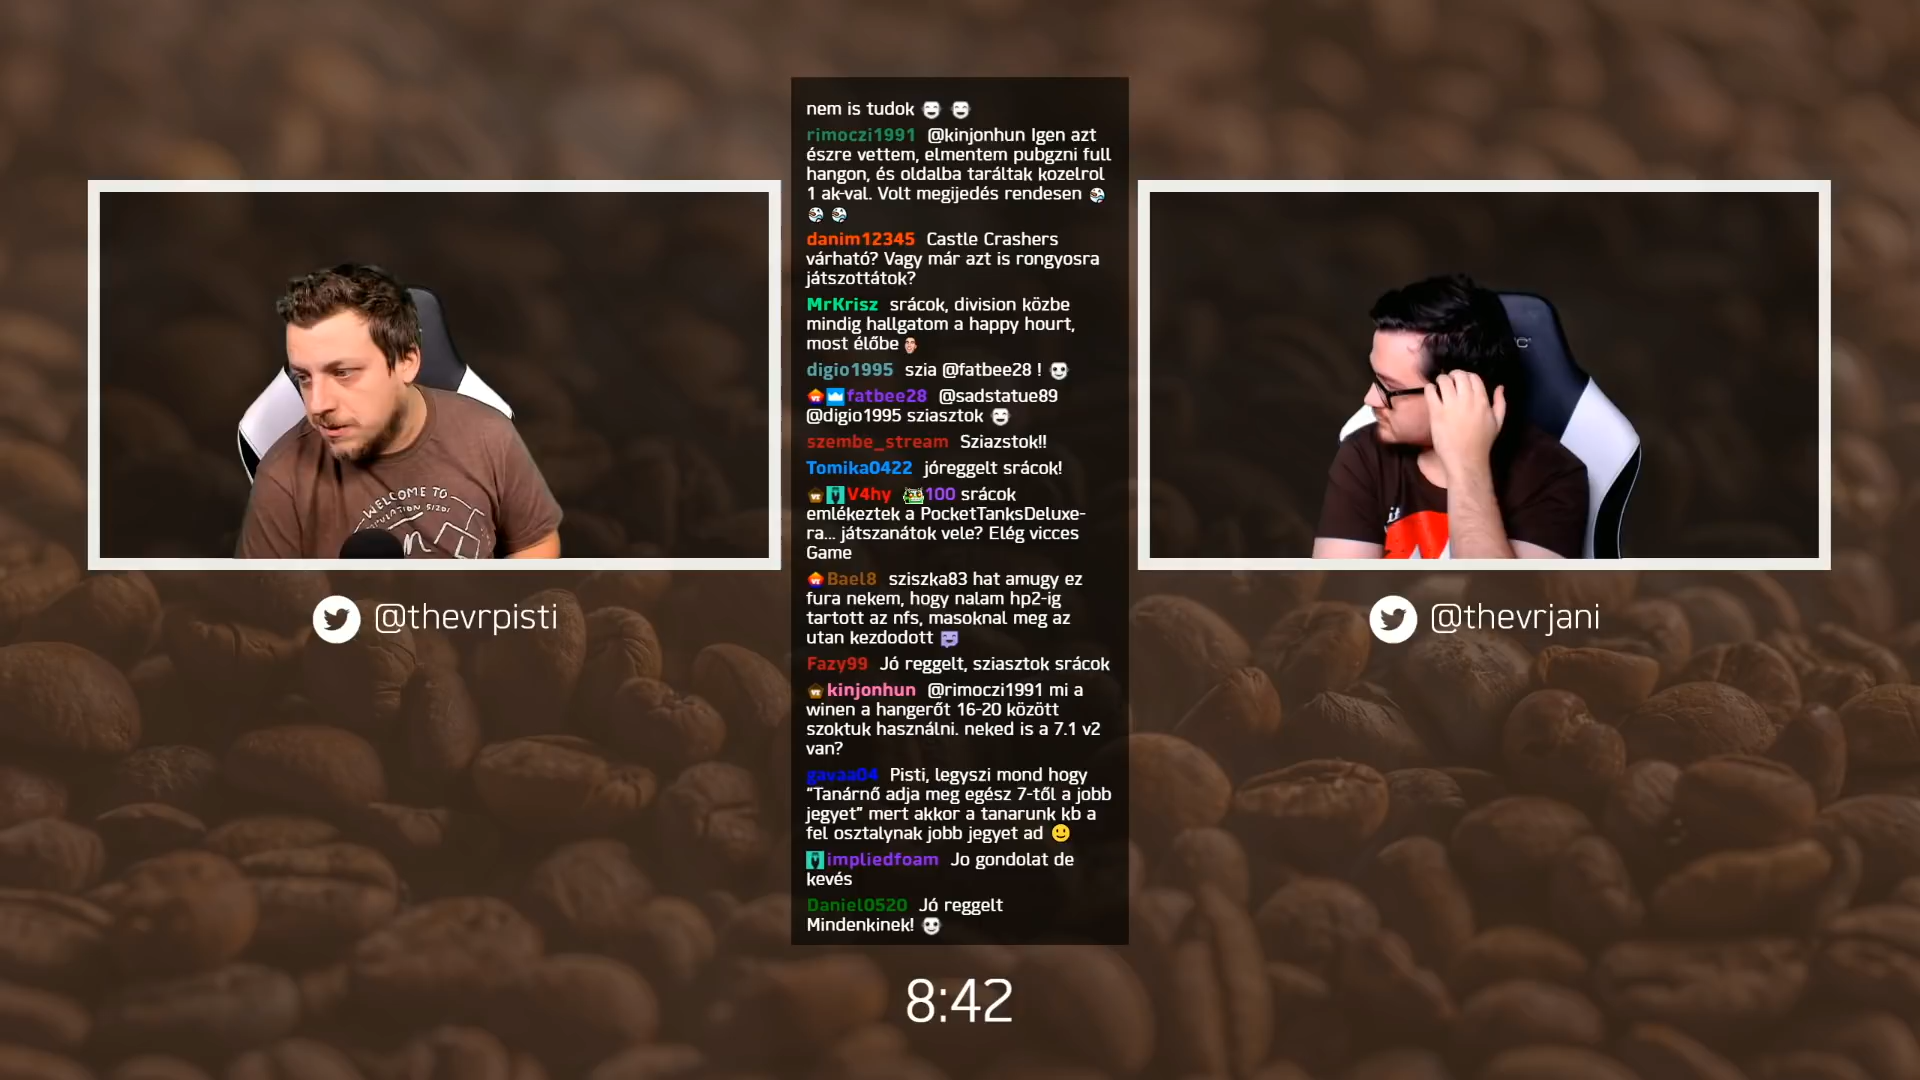 nem is tudok
rimoczi1991 @kinjonhun Igen azt
észre vettem, elmentem pubgzni full
hangon, és oldalba taráltak kozelrol
1 ak-val. Volt megijedés rendesen
danim12345 Castle Crashers
várható? Vagy már azt is rongyosra
játszottátok?
MrKrisz srácok, division közbe
mindig hallgatom a happy hourt,
most élőbe
digio1995 szia @fatbee28 !
fatbee28 @sadstatue89
@digio1995 sziasztok
szembe_stream Sziazstok!!
Tomika0422 jóreggelt srácok!
V4hy 100 srácok
emlékeztek a PocketTanksDeluxe-
ra... játszanátok vele? Elég vicces
Game
Bael8 sziszka83 hat amugy ez
fura nekem, hogy nalam hp2-ig
tartott az nfs, masoknal meg az
utan kezdodott
Fazy99 Jó reggelt, sziasztok srácok
kinjonhun @rimoczi1991 mi a
winen a hangerőt 16-20 között
szoktuk használni. neked is a 7.1 v2
van?
gavaa04 Pisti, legyszi mond hogy
“Tanárnő adja meg egész 7-től a jobb
jegyet” mert akkor a tanarunk kb a
fel osztalynak jobb jegyet ad
impliedfoam Jo gondolat de
kevés
Daniel0520 Jó reggelt
Mindenkinek!
WELCOME TO
@thevrpisti
@thevrjani
8:42